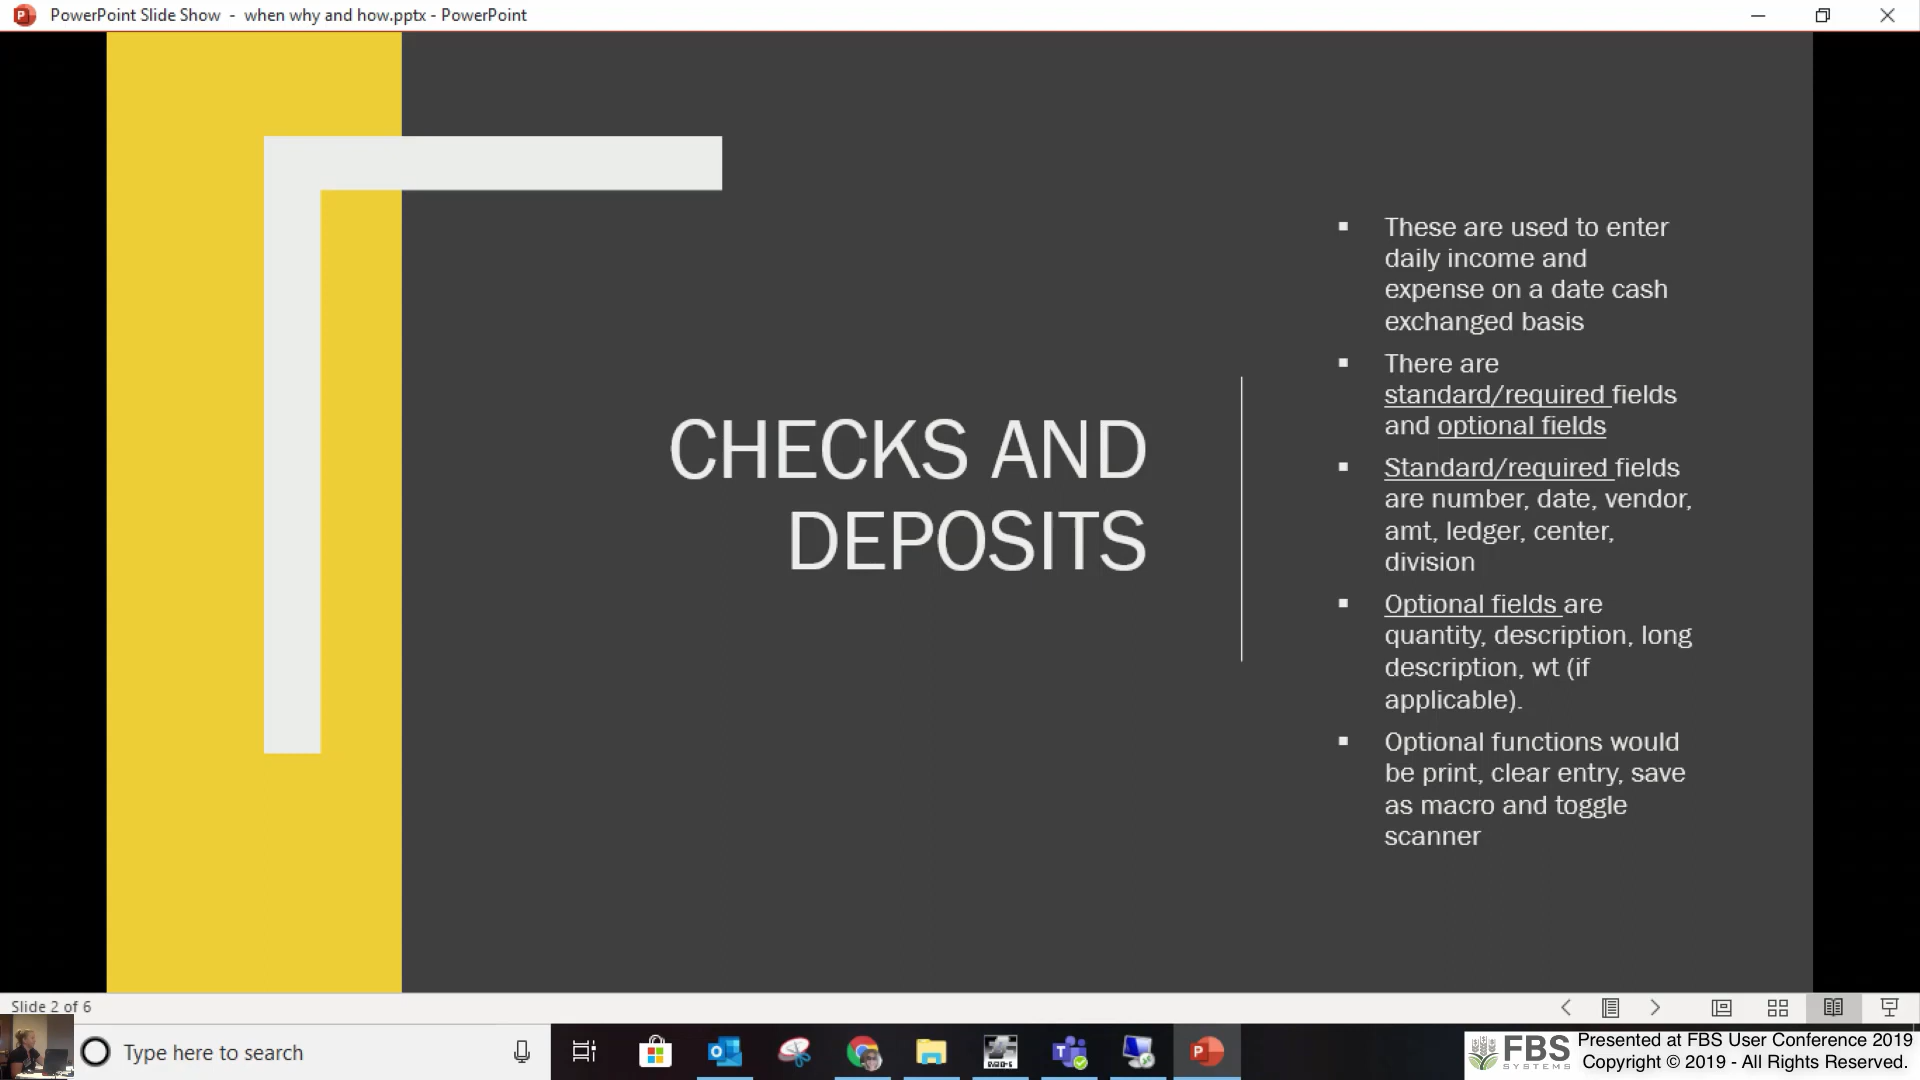 PowerPoint Slide Show - when why and how.pptx - PowerPoint
CHECKS AND
DEPOSITS
These are used to enter
daily income and
expense on a date cash
exchanged basis
There are
standard/required fields
and optional fields
Standard/required fields
are number, date, vendor,
amt, ledger, center,
division
Optional fields are
quantity, description, long
description, wt (if
applicable).
Optional functions would
be print, clear entry, save
as macro and toggle
scanner
Slide 2 of 6
Type here to search
FBS
SYSTEMS
Presented at FBS User Conference 2019
Copyright © 2019 - All Rights Reserved.